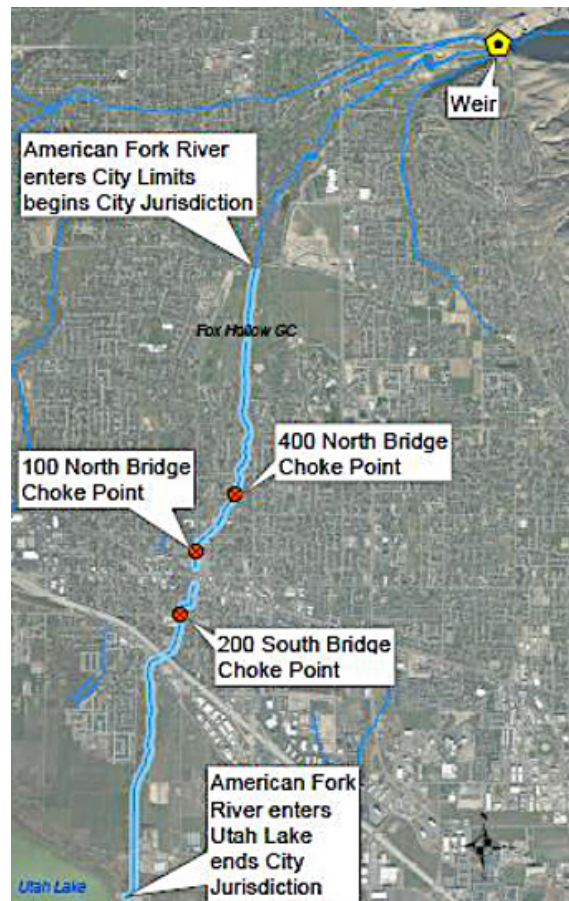 Weir
American Fork River
enters City Limits
begins City Jurisdiction
Fox Hollow GC
400 North Bridge
Choke Point
100 North Bridge
Choke Point
200 South Bridge
Choke Point
American Fork
River enters
Utah Lake
ends City
Jurisdiction
Utah Lake